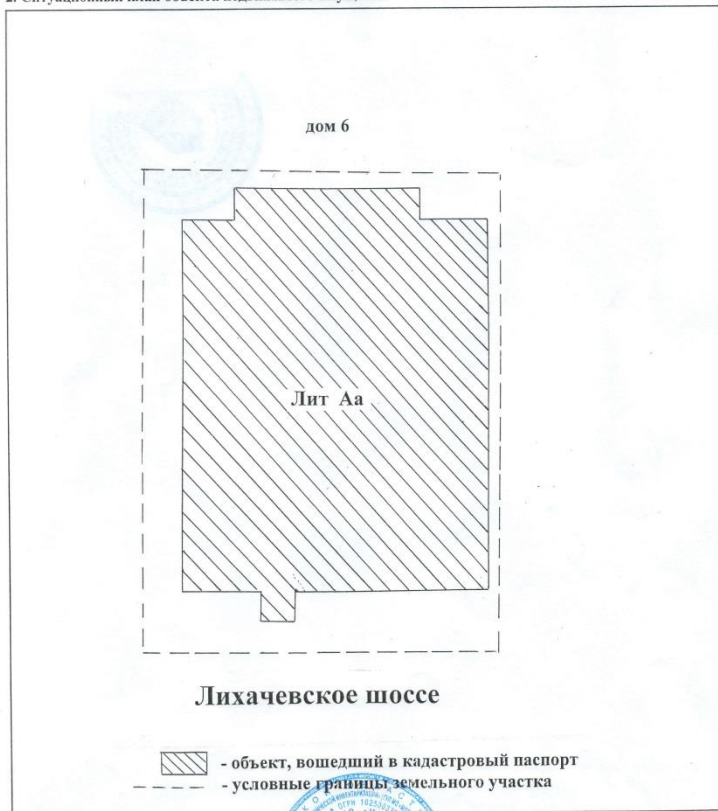 дом 6
Лит Аа
Лихачевское шоссе
- объект, вошедший в кадастровый паспорт
- условные границы земельного участка